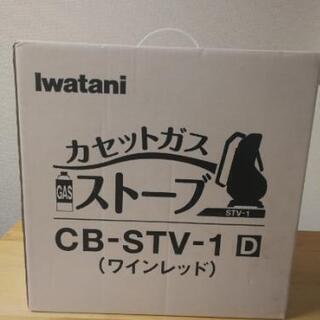 Iwatani
カセットガス
GAS
ストーブ
STV-1
CB-STV-1 D
(ワインレッド)